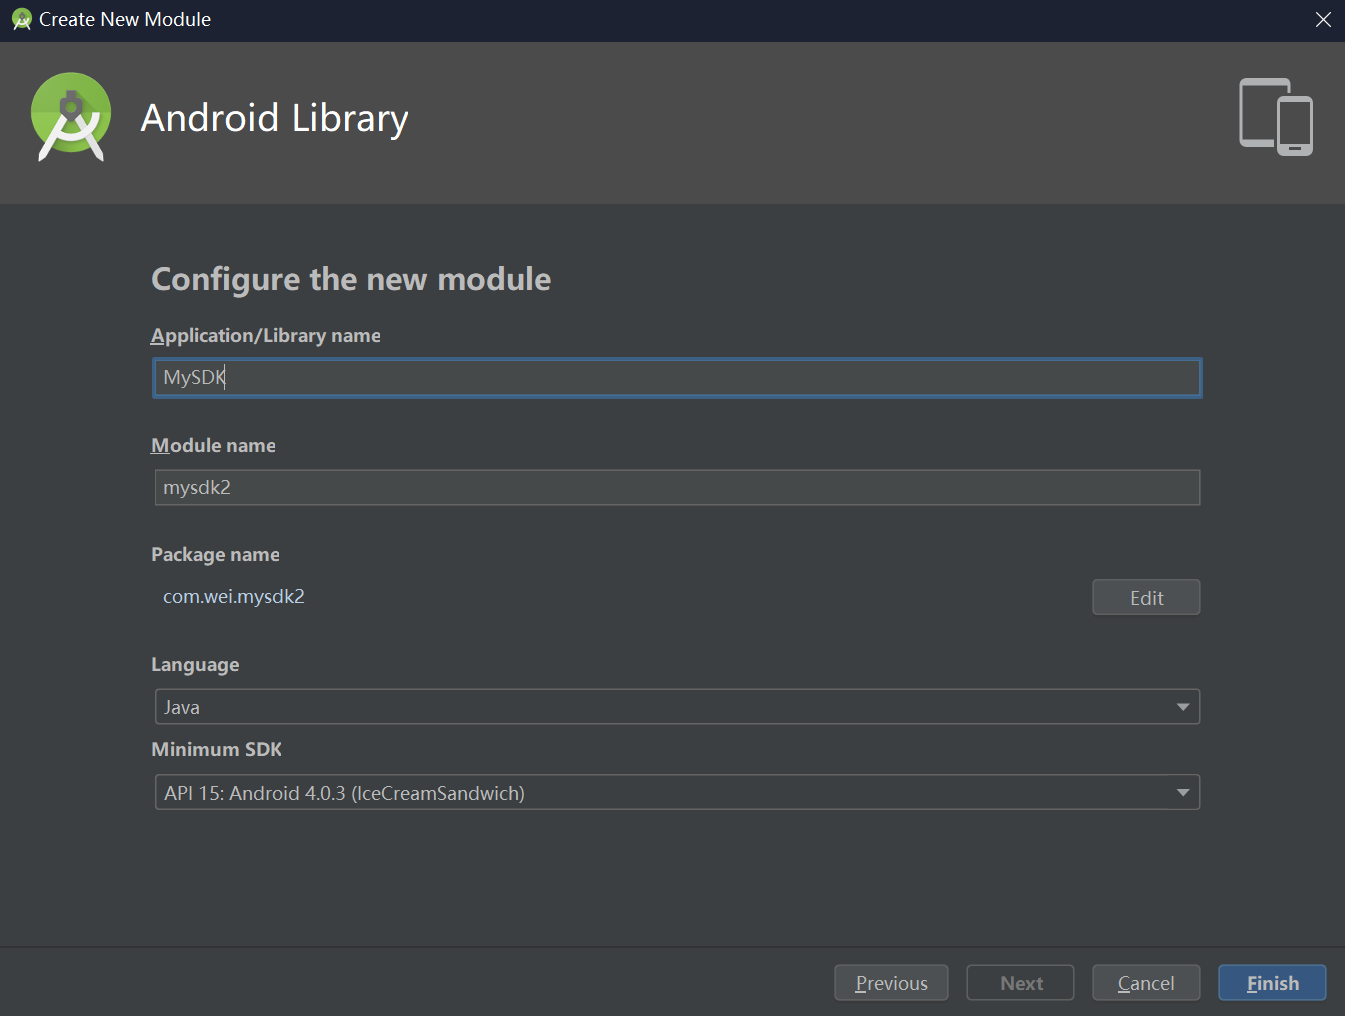 Create New Module
Android Library
Configure the new module
Application/Library name
MySDK
Module name
mysdk2
Package name
com.wei.mysdk2
Edit
Language
Java
Minimum SDK
API 15: Android 4.0.3 (IceCreamSandwich)
Previous Next Cancel Finish